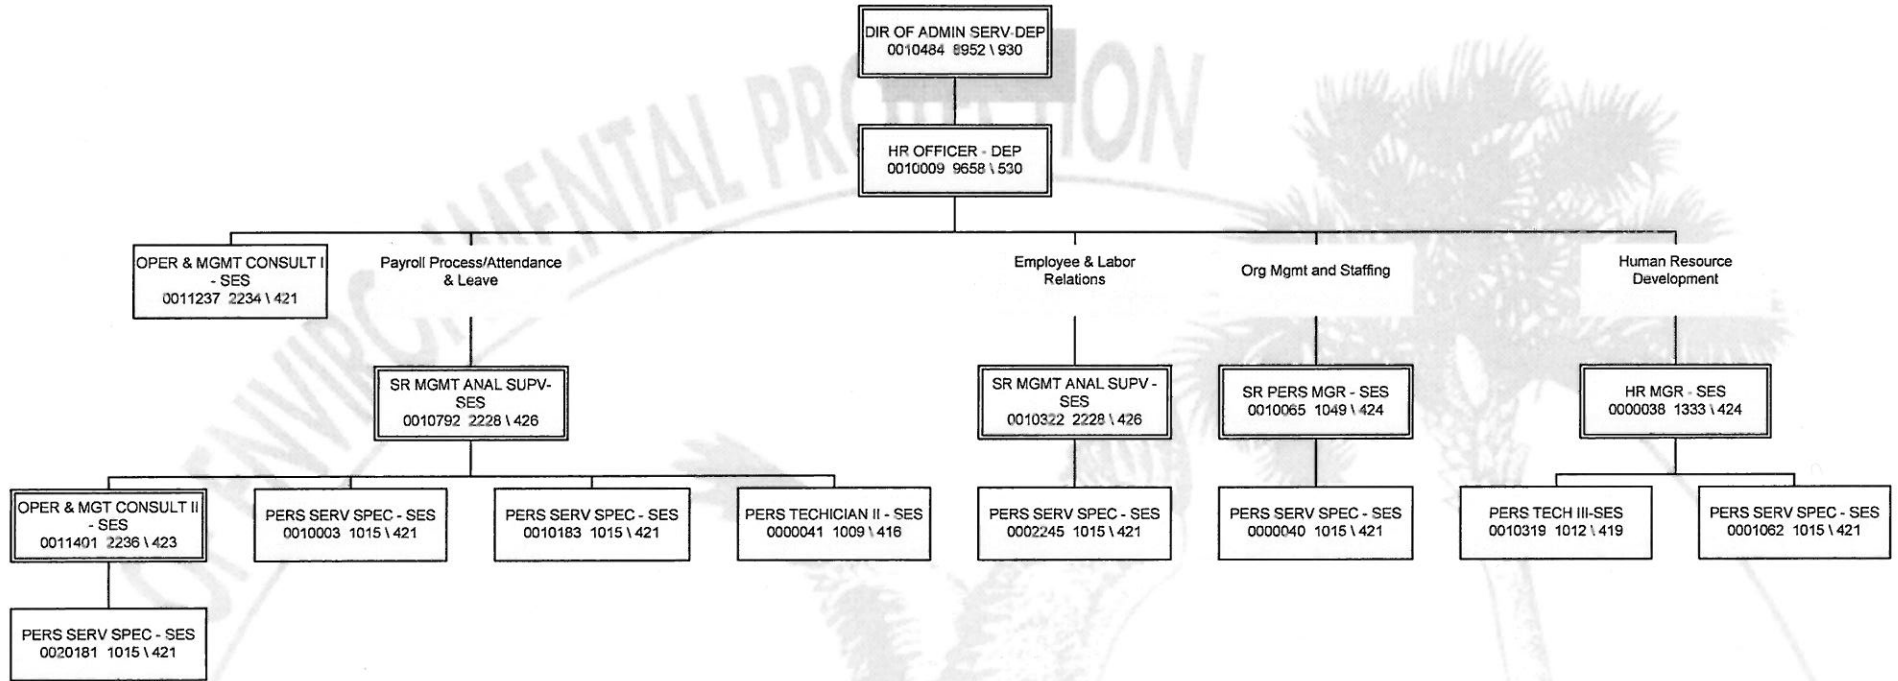 DIR OF ADMIN SERV-DEP
0010484 8952 \ 930
HR OFFICER - DEP
0010009 9658 \ 530
OPER & MGMT CONSULT I
- SES
0011237 2234 \ 421
Payroll Process/Attendance
& Leave
Employee & Labor
Relations
Org Mgmt and Staffing
Human Resource
Development
SR MGMT ANAL SUPV-
SES
0010792 2228 \ 426
SR MGMT ANAL SUPV -
SES
0010322 2228 \ 426
SR PERS MGR - SES
0010065 1049 \ 424
HR MGR - SES
0000038 1333 \ 424
OPER & MGT CONSULT II
- SES
0011401 2236 \ 423
PERS SERV SPEC - SES
0010003 1015 \ 421
PERS SERV SPEC - SES
0010183 1015 \ 421
PERS TECHICIAN II - SES
0000041 1009 \ 416
PERS SERV SPEC - SES
0002245 1015 \ 421
PERS SERV SPEC - SES
0000040 1015 \ 421
PERS TECH III-SES
0010319 1012 \ 419
PERS SERV SPEC - SES
0001062 1015 \ 421
PERS SERV SPEC - SES
0020181 1015 \ 421